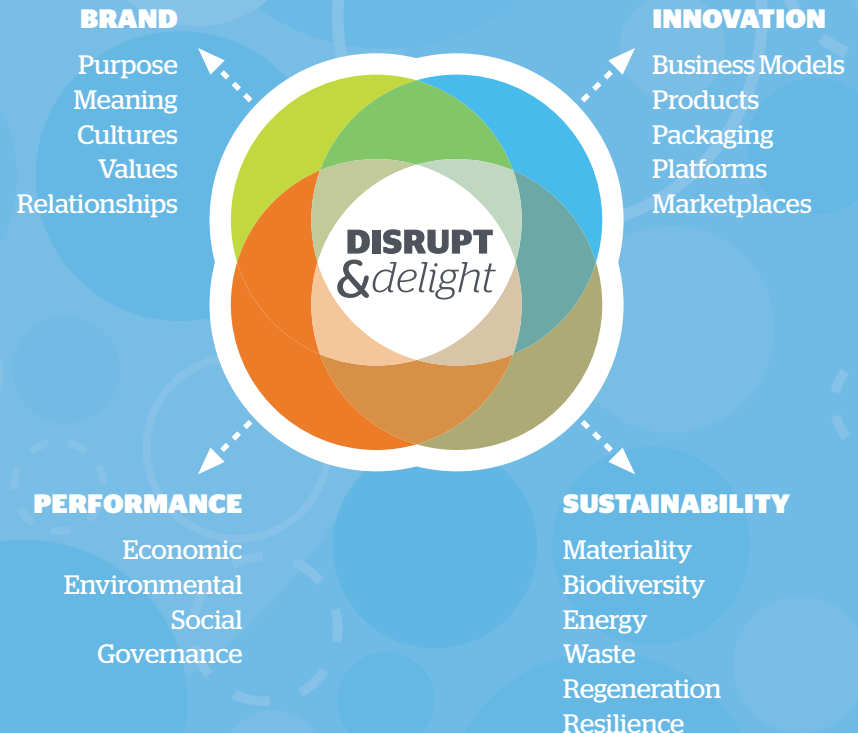 BRAND
Purpose
Meaning
Cultures
Values
Relationships
INNOVATION
Business Models
Products
Packaging
Platforms
Marketplaces
DISRUPT
&delight
PERFORMANCE
Economic
Environmental
Social
Governance
SUSTAINABILITY
Materiality
Biodiversity
Energy
Waste
Regeneration
Resilience